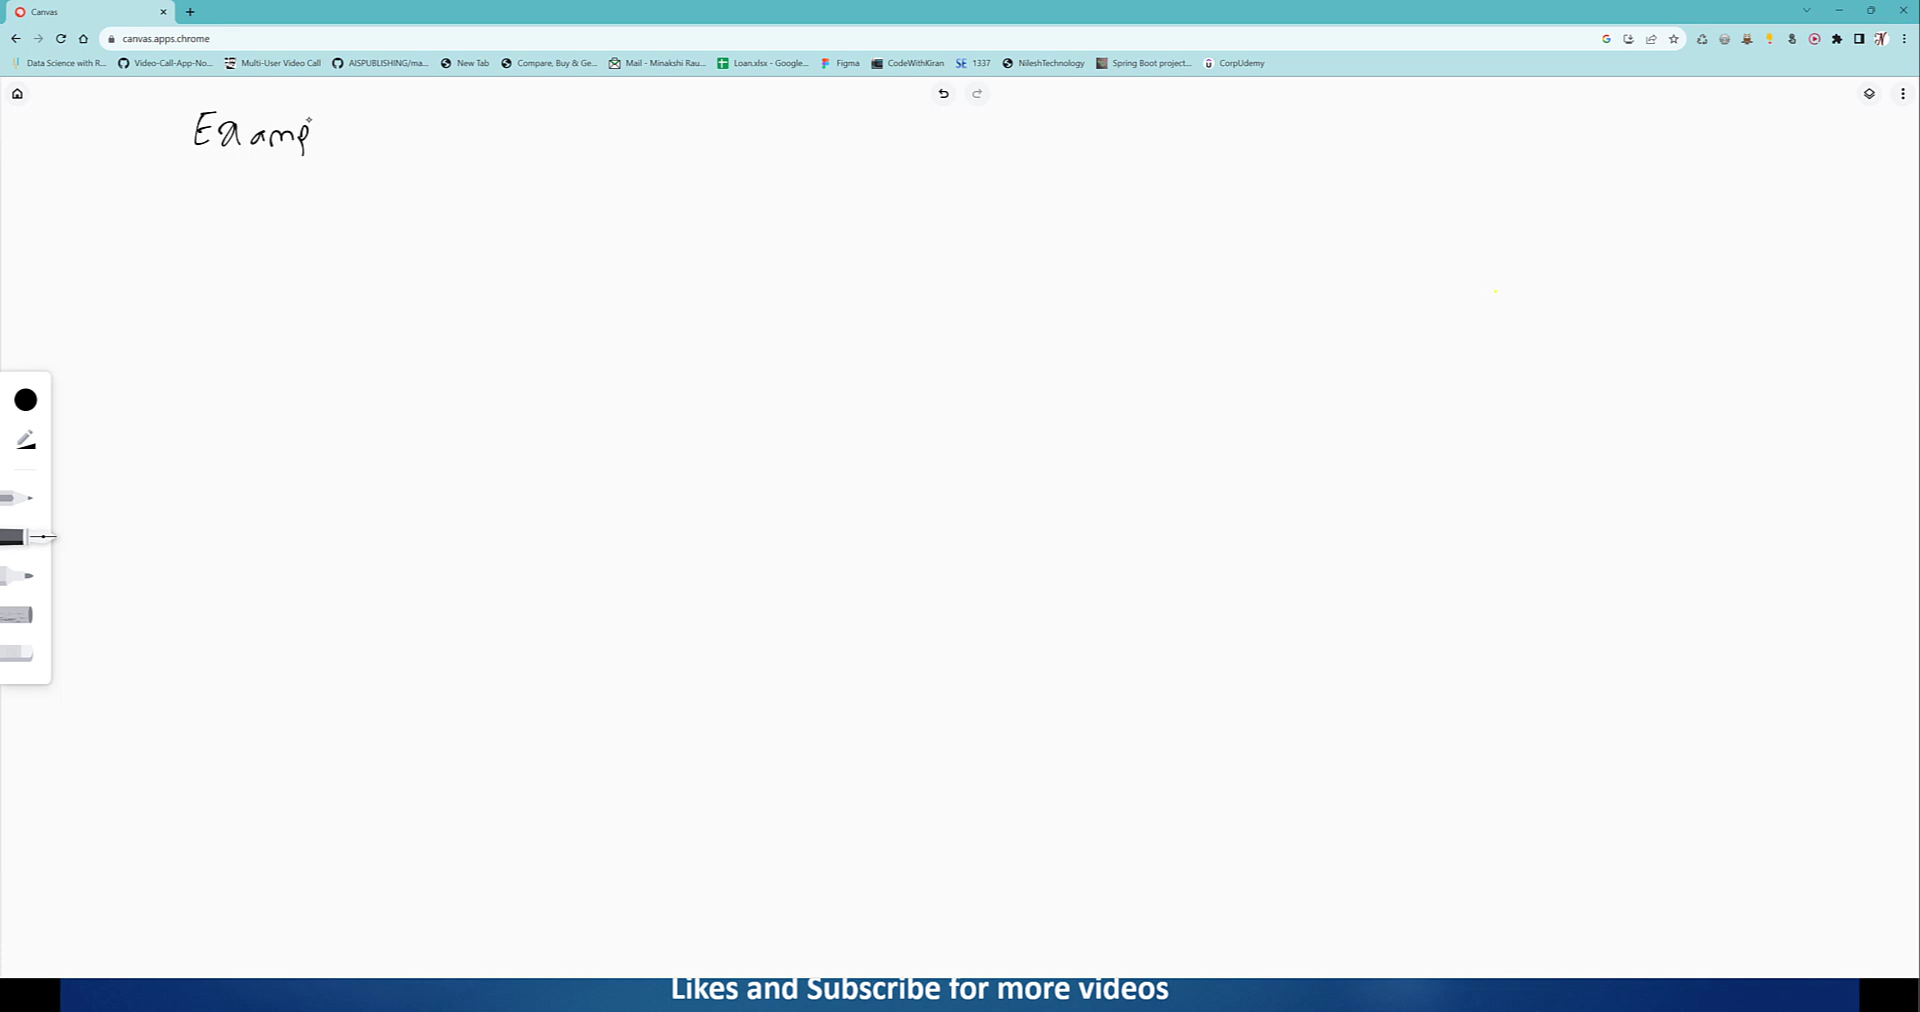 Canvas
canvas.apps.chrome
Data Science with R...
Video-Call-App-No...
Multi-User Video Call
AISPUBLISHING/ma...
New Tab
Compare, Buy & Ge...
Mail - Minakshi Rau...
Loan.xlsx - Google...
Figma
CodeWithKiran
SE 1337
NileshTechnology
Spring Boot project...
CorpUdemy
Examp
Likes and Subscribe for more videos